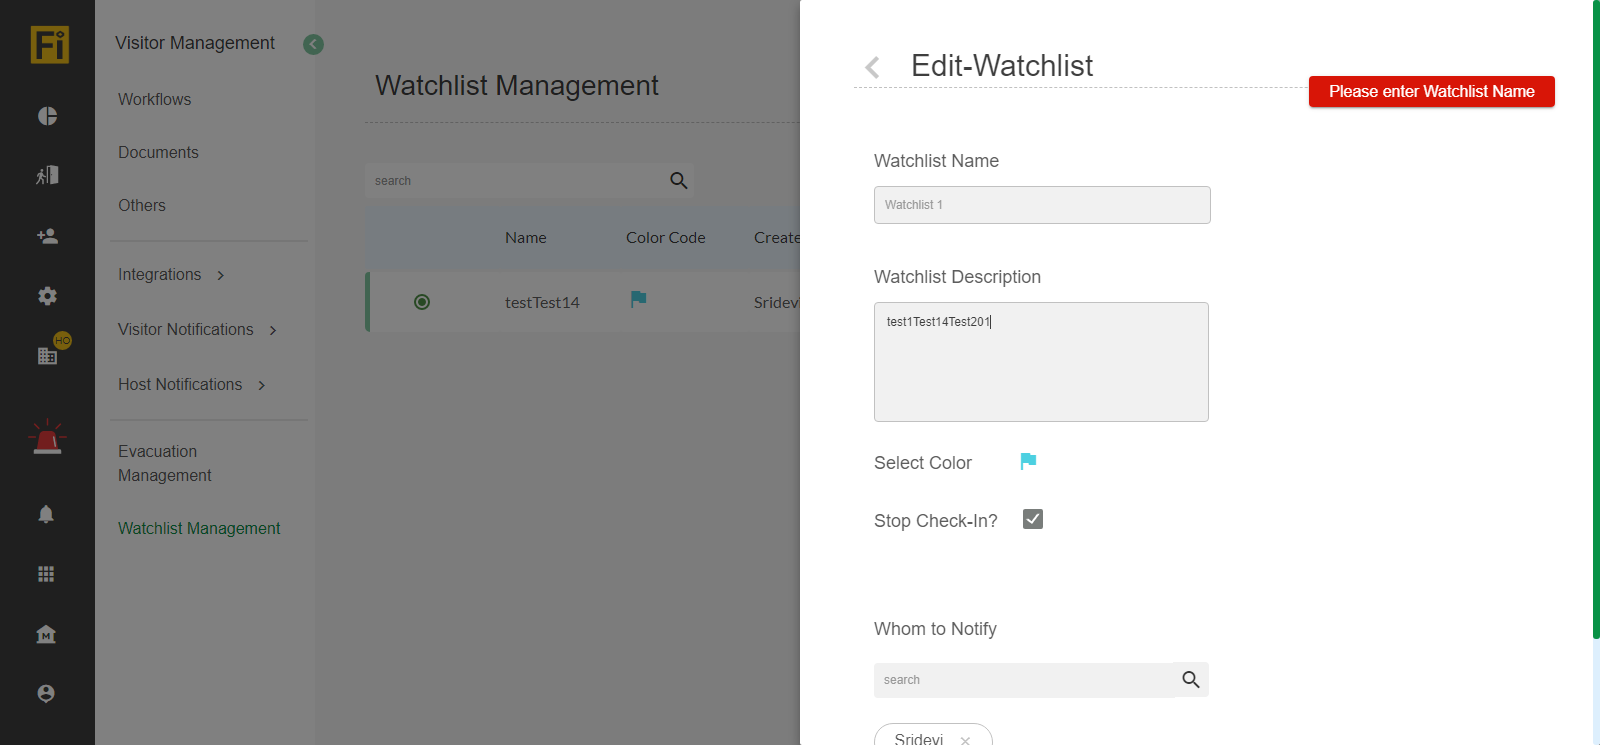 Fi
Visitor Management
Workflows
Documents
Others
Integrations
Visitor Notifications
HO
Host Notifications
Evacuation
Management
Watchlist Management
M
Watchlist Management
search
Name Color Code Create
testTest14 Sridev
Edit-Watchlist
Please enter Watchlist Name
Watchlist Name
Watchlist 1
Watchlist Description
test1Test14Test201
Select Color
Stop Check-In?
Whom to Notify
search
Sridevi